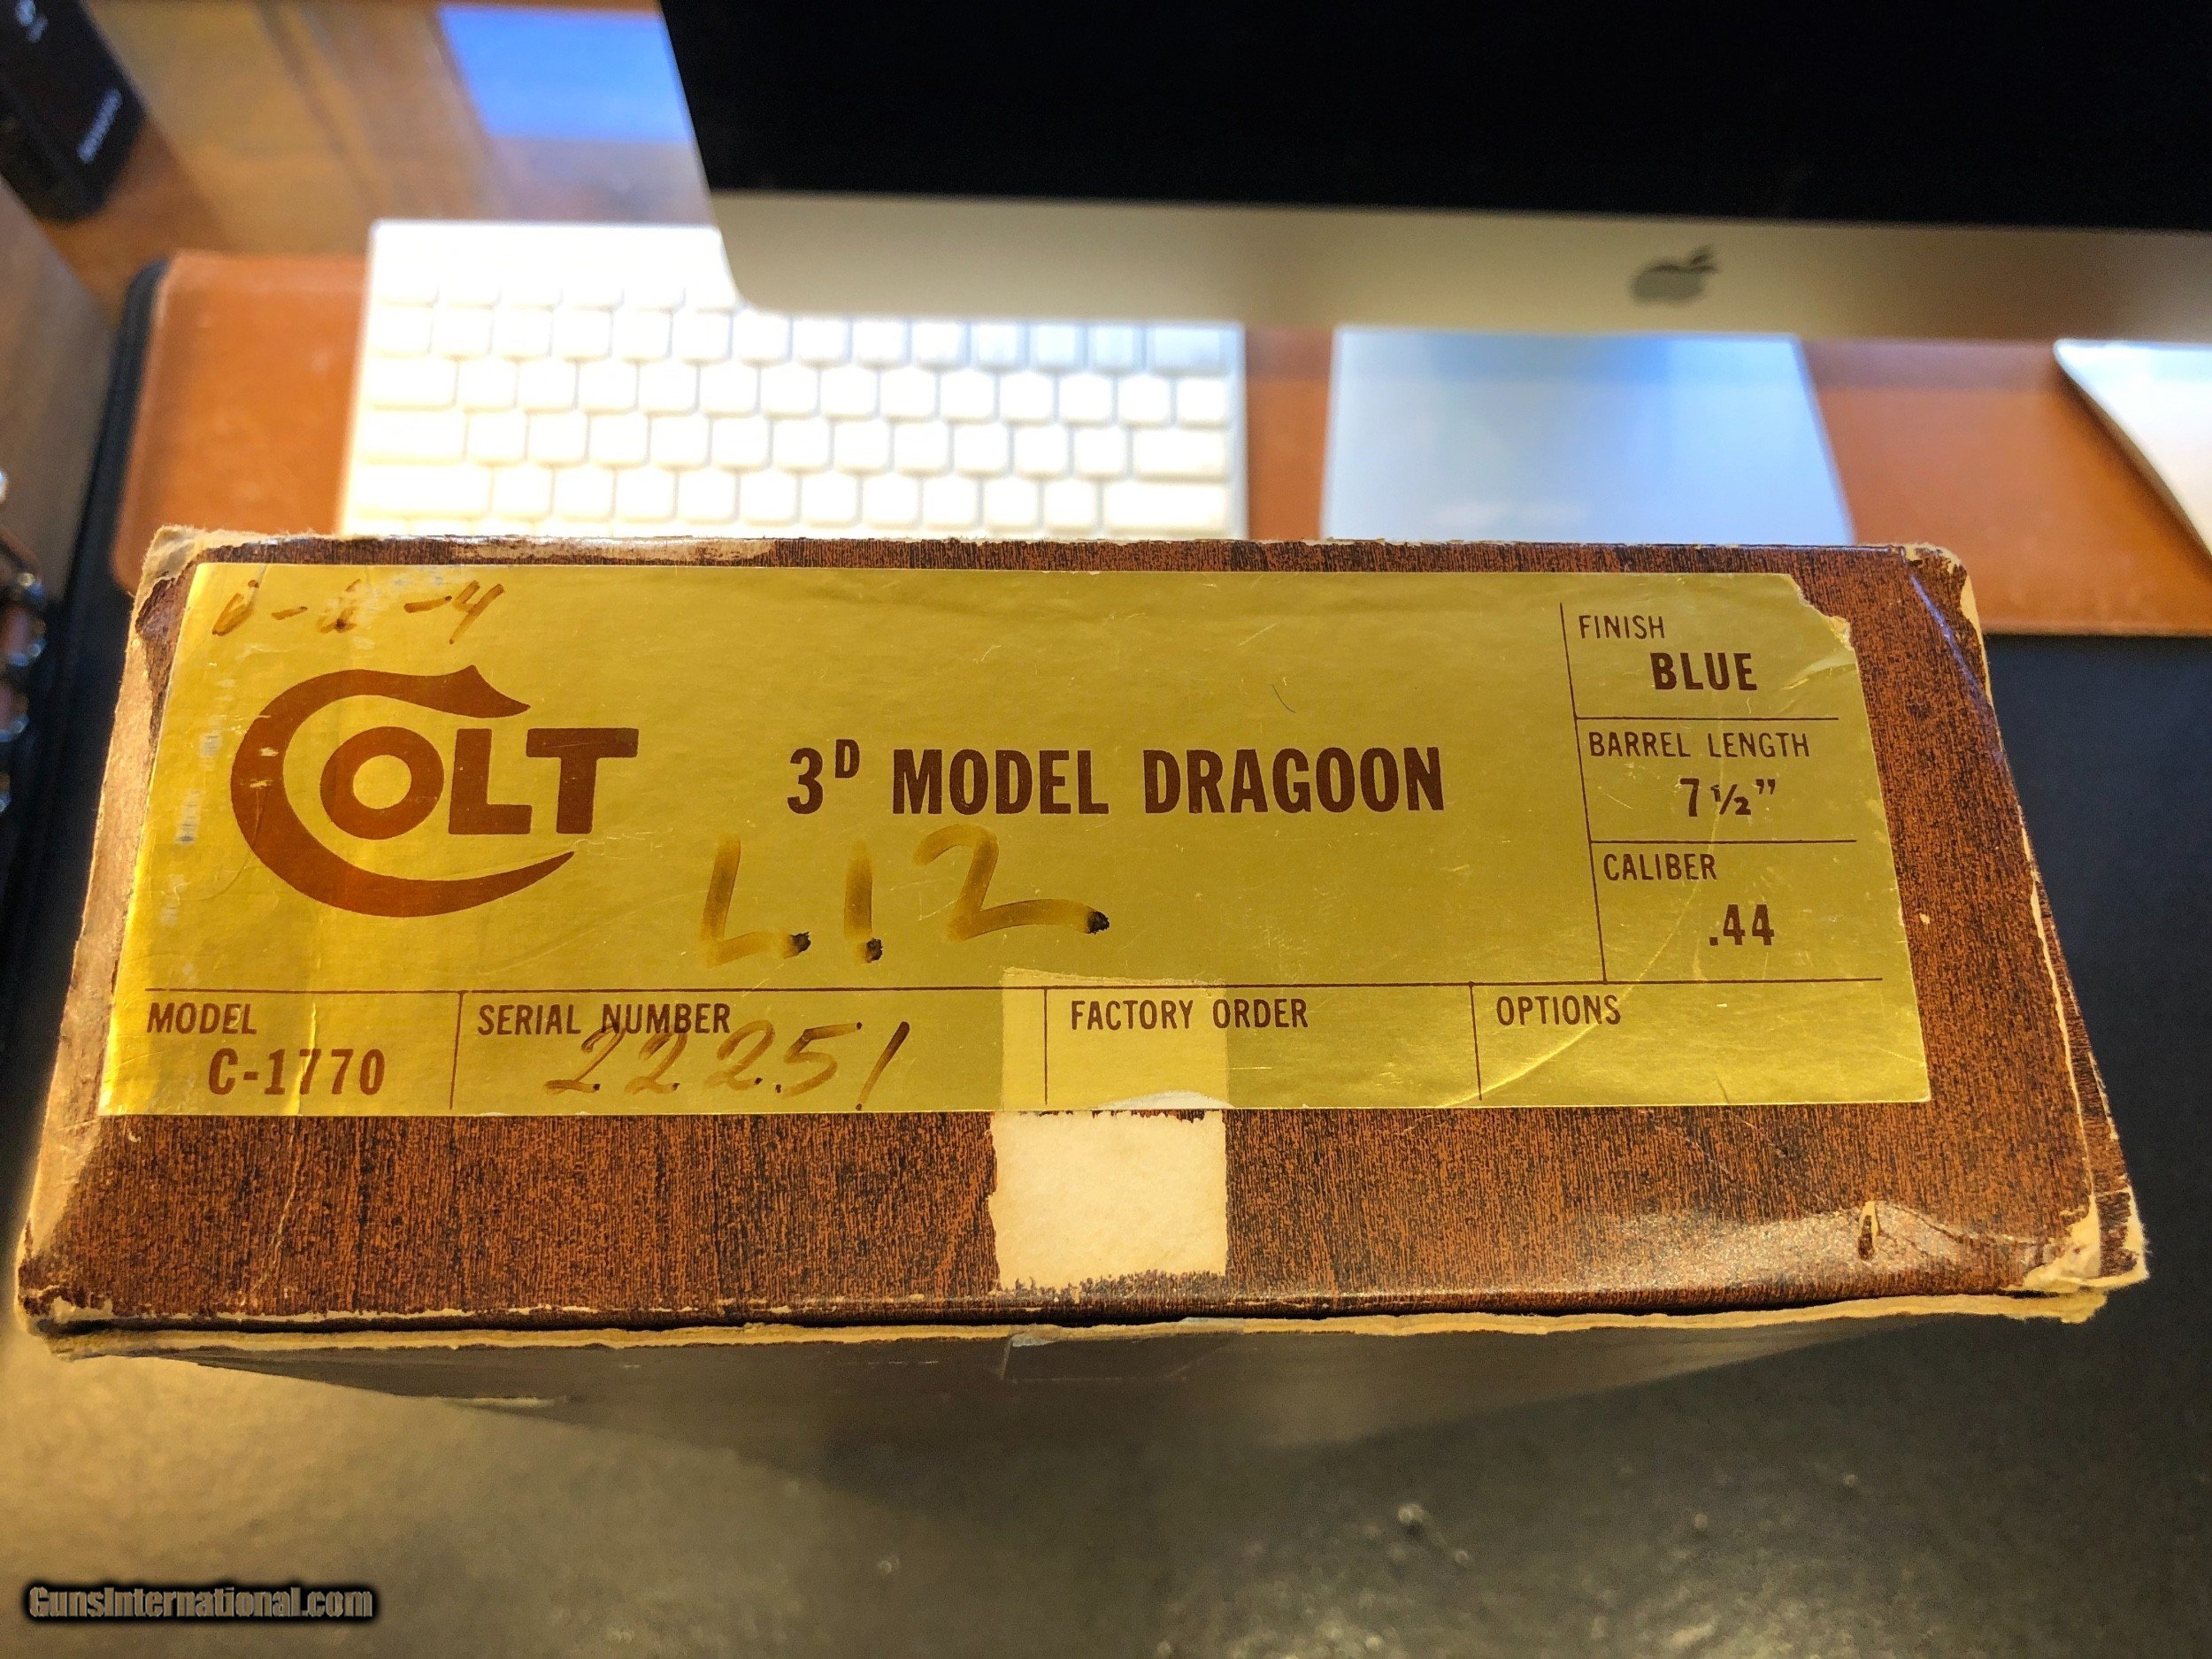 COLT
3D MODEL DRAGOON
L12
FINISH
BLUE
BARREL LENGTH
7 1/2"
CALIBER
.44
MODEL
C-1770
SERIAL NUMBER
22251
FACTORY ORDER
OPTIONS
GunsInternational.com